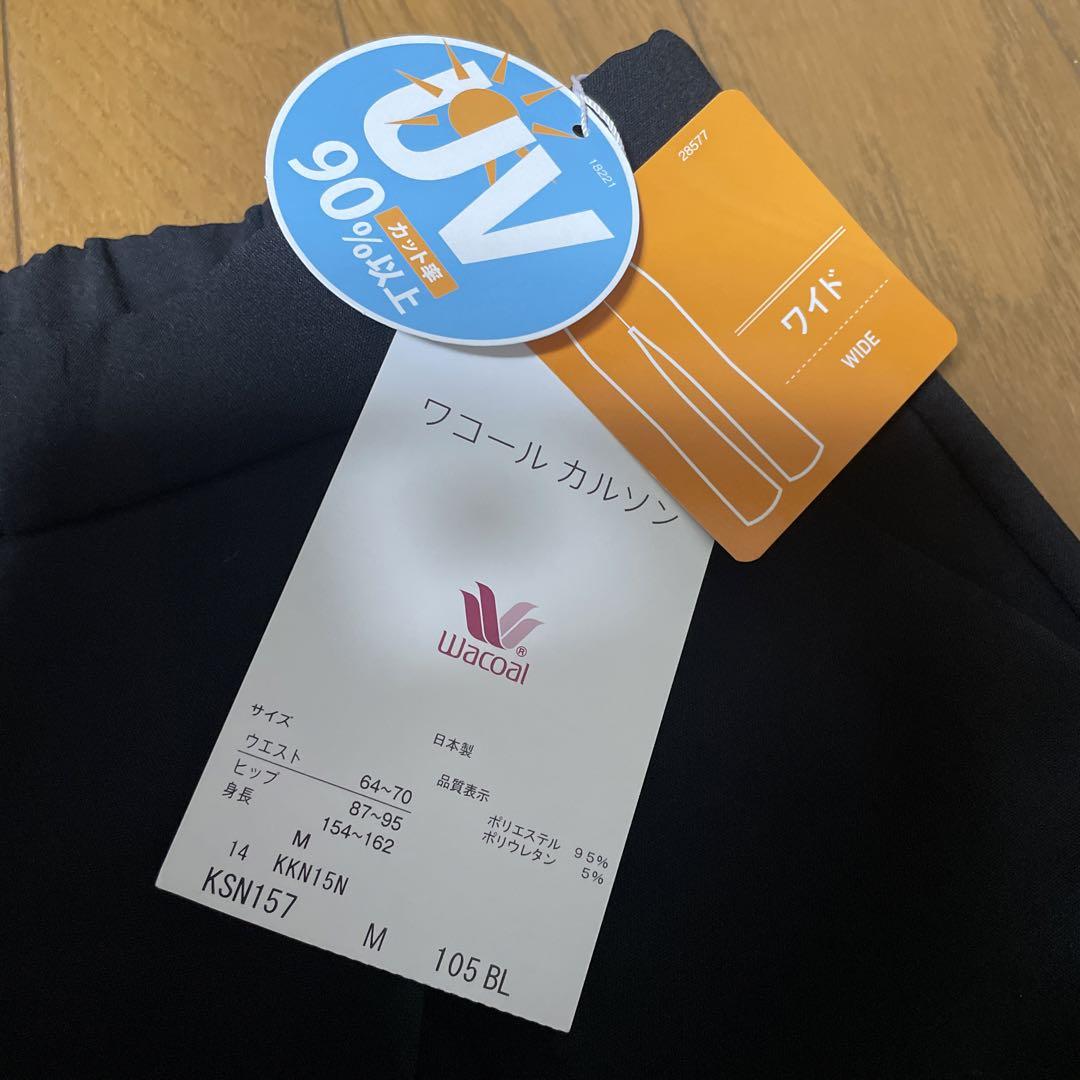 UV
カット率
90%以上
18221
28577
ワイド
WIDE
ワコール カルソン
Wacoal®
サイズ
ウエスト 64~70
ヒップ 87~95
身長 154~162
M
14 KKN15N
KSN157
M 105 BL
日本製
品質表示
ポリエステル 95%
ポリウレタン 5%